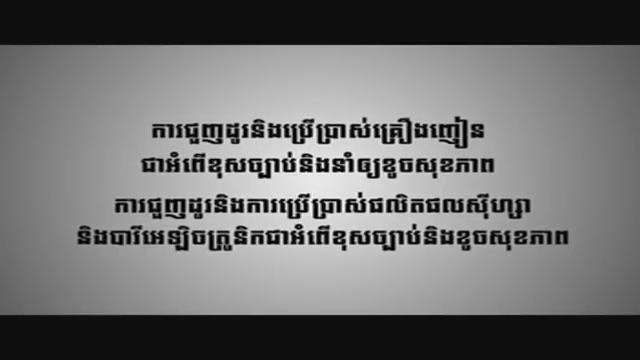 ការជួញដូរនិងប្រើប្រាស់គ្រឿងញៀន
ជាអំពើខុសច្បាប់និងនាំឲ្យខូចសុខភាព
ការជួញដូរនិងការប្រើប្រាស់ផលិតផលស៊ីហ្សា
និងបារីអេឡិចត្រូនិកជាអំពើខុសច្បាប់និងខូចសុខភាព